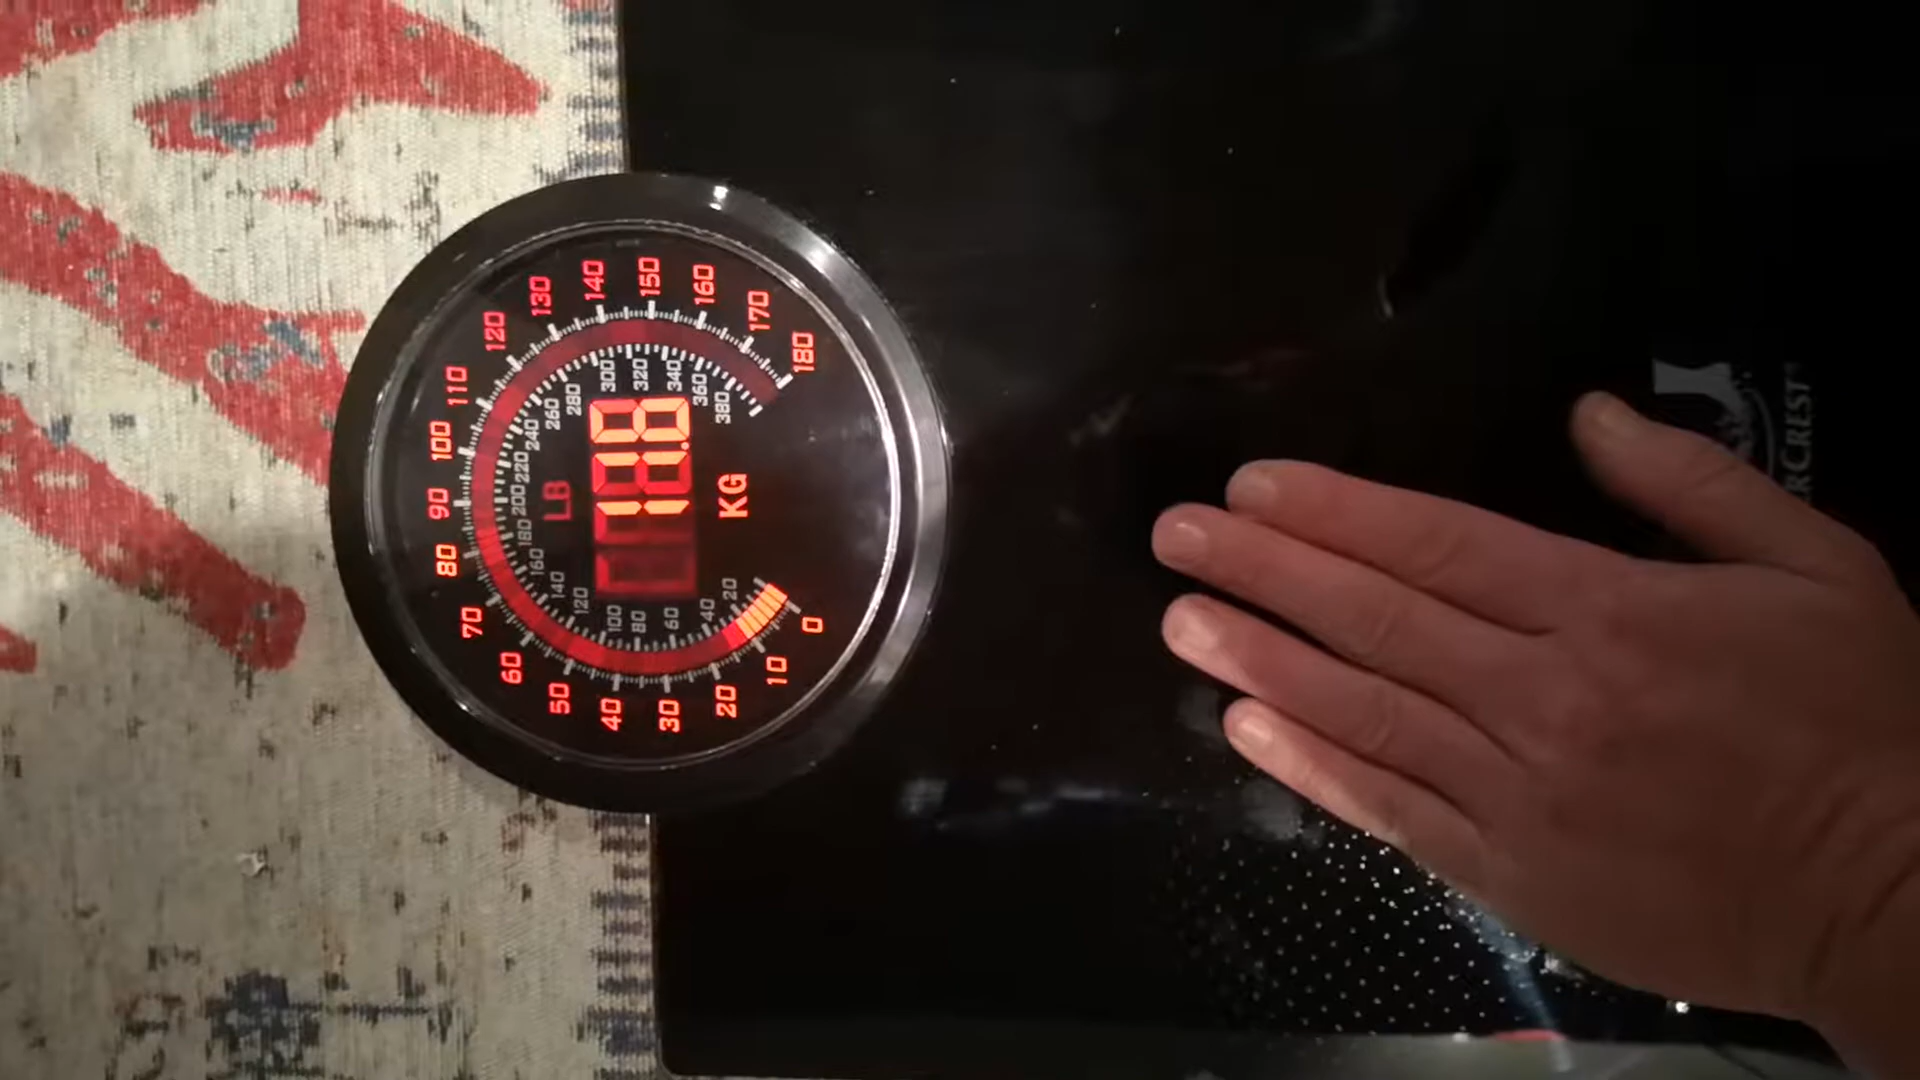 0 10 20 30 40 50 60 70 80 90 100 110 120 130 140 150 160 170 180
20 40 60 80 100 120 140 160 180 200 220 240 260 280 300 320 340 360 380
LB
KG
ERCREST